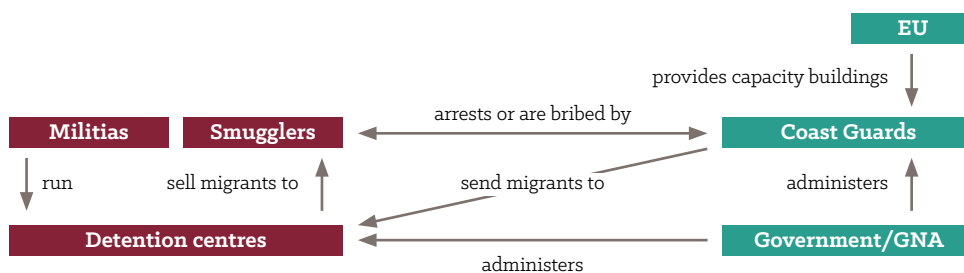 EU
provides capacity buildings
arrests or are bribed by
Militias
Smugglers
Coast Guards
run
sell migrants to
send migrants to
administers
Detention centres
Government/GNA
administers